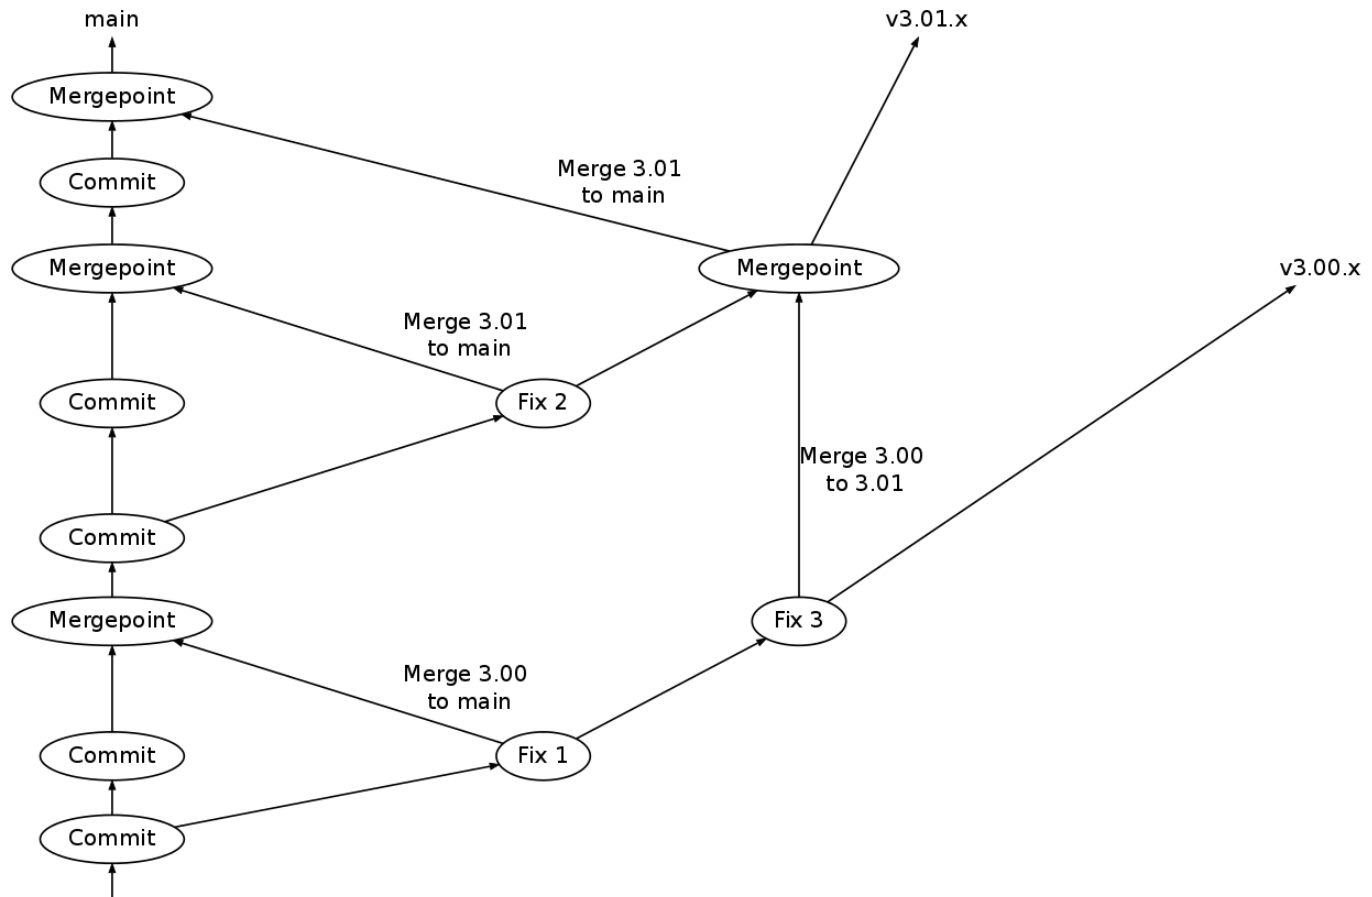 main
v3.01.x
Mergepoint
Merge 3.01
to main
Commit
Mergepoint
Mergepoint
v3.00.x
Merge 3.01
to main
Commit
Fix 2
Merge 3.00
to 3.01
Commit
Mergepoint
Fix 3
Merge 3.00
to main
Commit
Fix 1
Commit